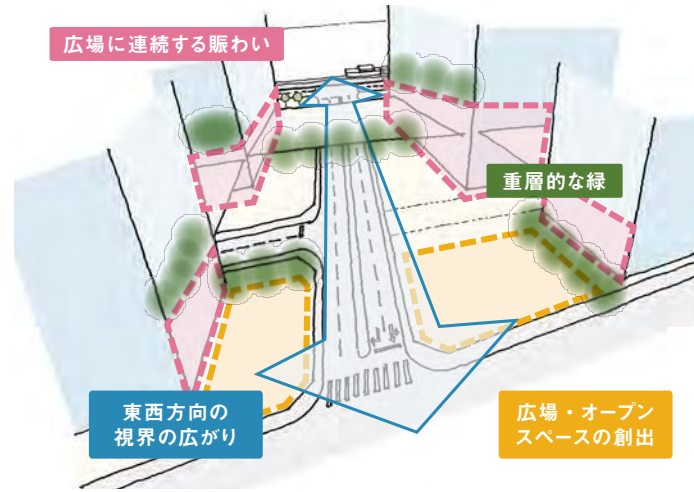 広場に連続する賑わい
重層的な緑
東西方向の
視界の広がり
広場・オープン
スペースの創出